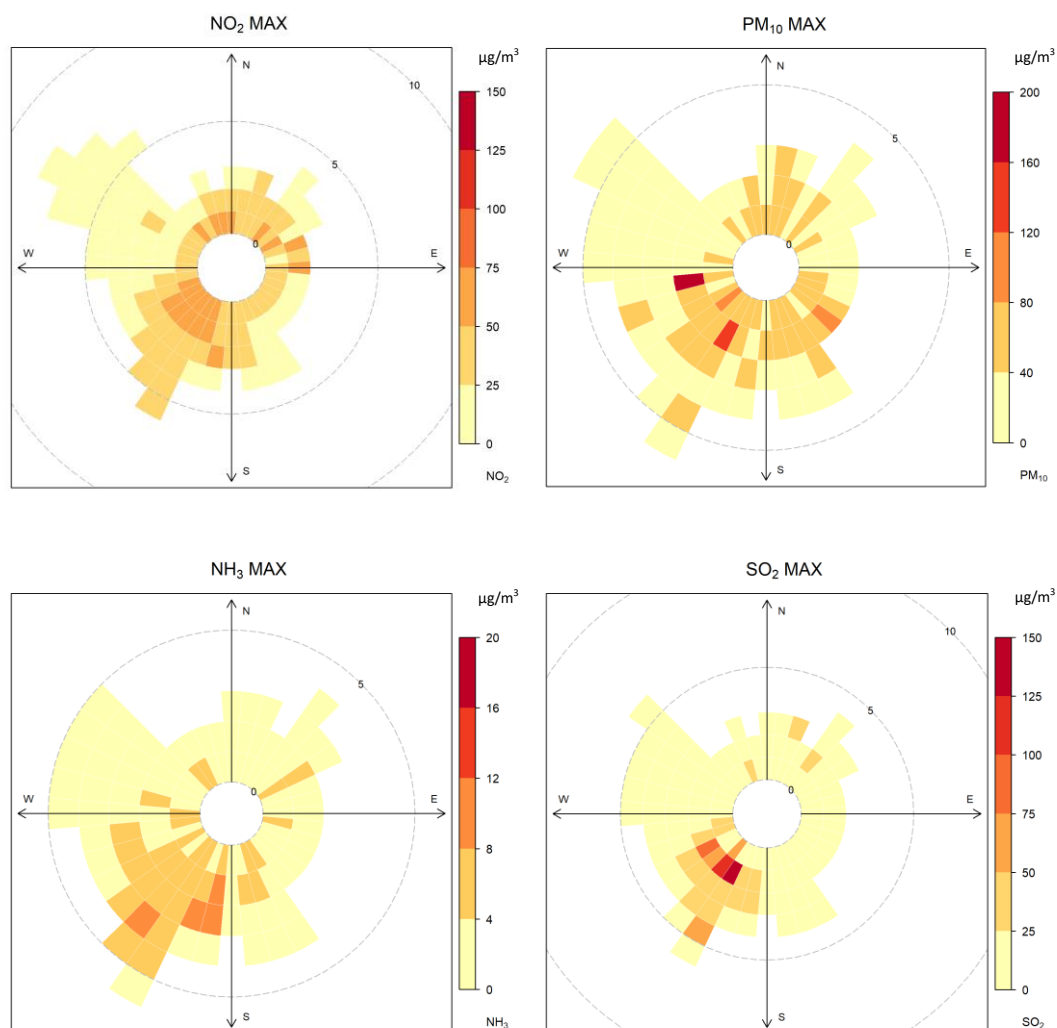 NO₂ MAX
µg/m³
N
10
5
0
W
E
S
150
125
100
75
50
25
0
NO₂
PM₁₀ MAX
µg/m³
N
5
0
W
E
S
200
160
120
80
40
0
PM₁₀
NH₃ MAX
µg/m³
N
5
0
W
E
S
20
16
12
8
4
0
NH₃
SO₂ MAX
µg/m³
N
10
5
0
W
E
S
150
125
100
75
50
25
0
SO₂